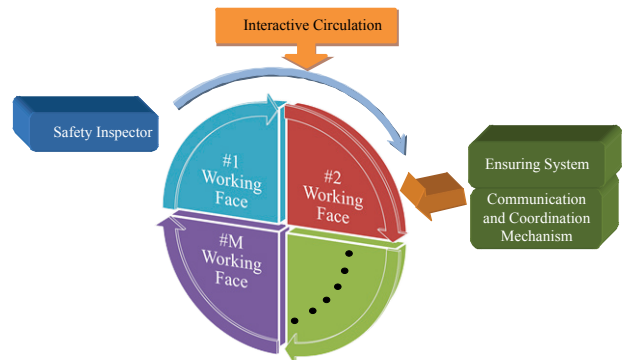 Interactive Circulation
Safety Inspector
#1
Working
Face
#2
Working
Face
Ensuring System
Communication
and Coordination
Mechanism
#M
Working
Face